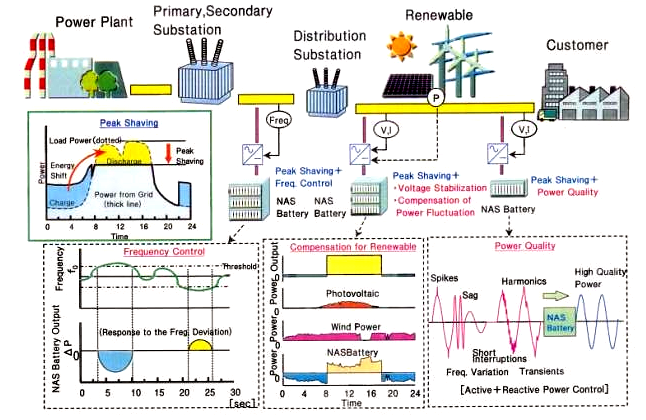 Power Plant
Primary,Secondary
Substation
Distribution
Substation
Renewable
Customer
P
Freq
V,I
V,I
Peak Shaving
Load Power(dotted)
Discharge
Peak
Shaving
Energy
Shift
Power
Charge
Power from Grid
(thick line)
0 4 8 12 16 20 24
Time
Peak Shaving+
Freq. Control
NAS
Battery
Peak Shaving+
・Voltage Stabilization
・Compensation of
Power Fluctuation
NAS
Battery
Peak Shaving+
Power Quality
NAS Battery
Frequency Control
Frequency
fo
Threshold
NAS Battery Output
ΔP
0
(Response to the Freq. Deviation)
0 5 10 15 20 25 30
[sec]
Compensation for Renewable
Output
Power
0
Photovoltaic
Power
0
Wind Power
Power
0
NASBattery
0 4 8 12 16 20 24
Time
Power Quality
Spikes
Sag
Harmonics
High Quality
Power
NAS
Battery
Short
Interruptions
Freq. Variation
Transients
[Active+Reactive Power Control]